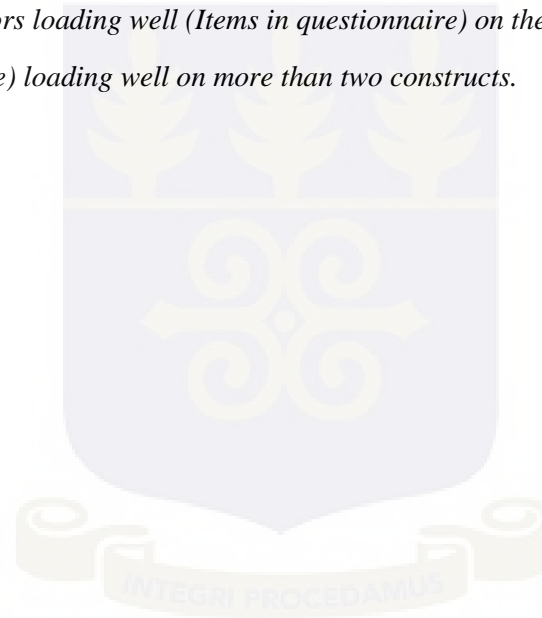 ors loading well (Items in questionnaire) on the
e) loading well on more than two constructs.
INTEGRI PROCEDAMUS